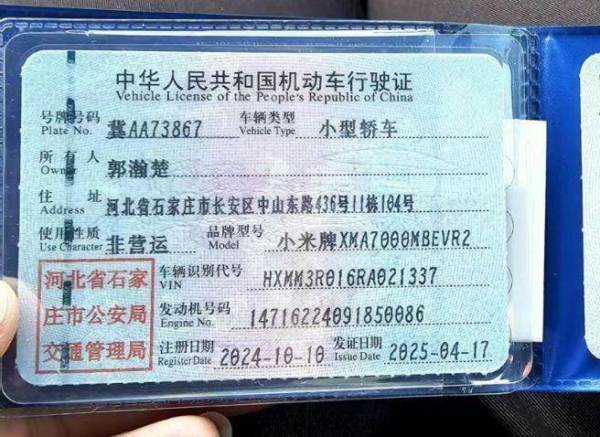 中华人民共和国机动车行驶证
Vehicle License of the People's Republic of China
号牌号码 Plate No. 冀AA73867 车辆类型 Vehicle Type 小型轿车
所有人 Owner 郭瀚楚
住址 Address 河北省石家庄市长安区中山东路436号11栋104号
使用性质 Use Character 非营运 品牌型号 Model 小米牌XMA7000MBEVR2
车辆识别代号 VIN HXMM3R016RA021337
发动机号码 Engine No. 14716224091850086
注册日期 Register Date 2024-10-10 发证日期 Issue Date 2025-04-17
河北省石家
庄市公安局
交通管理局